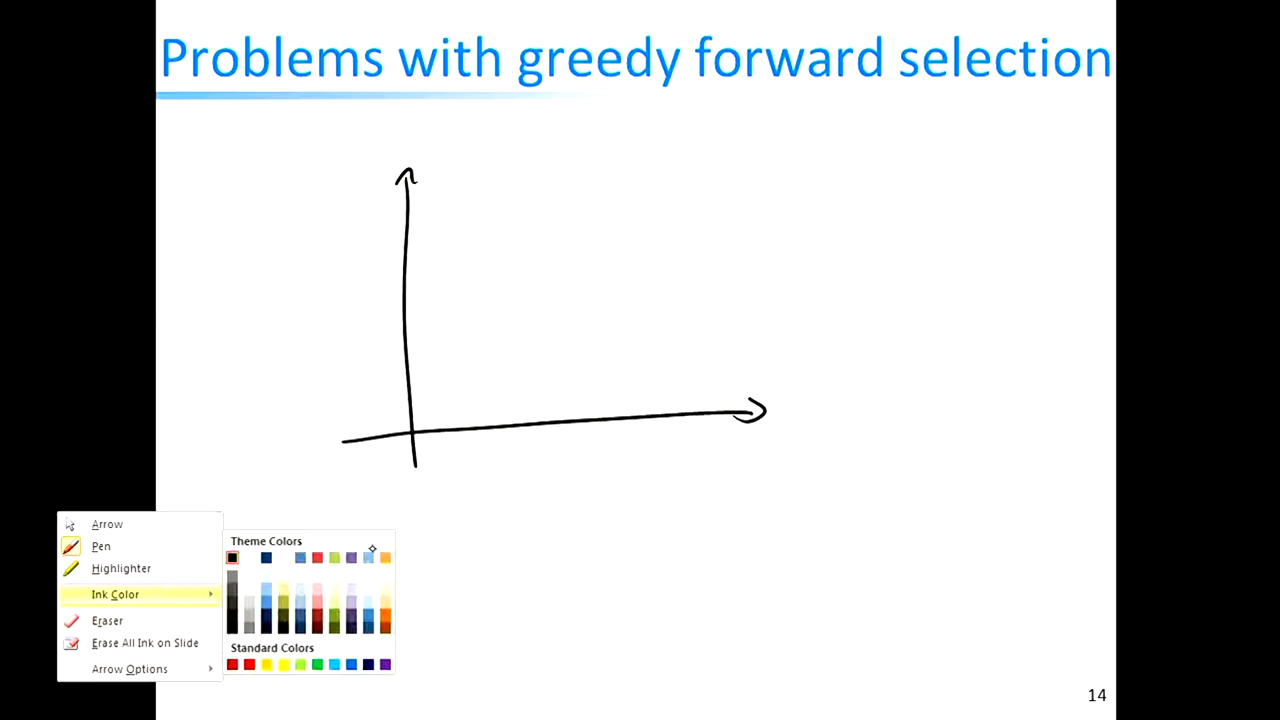 Problems with greedy forward selection
Arrow
Pen
Highlighter
Ink Color
Eraser
Erase All Ink on Slide
Arrow Options
Theme Colors
Standard Colors
14